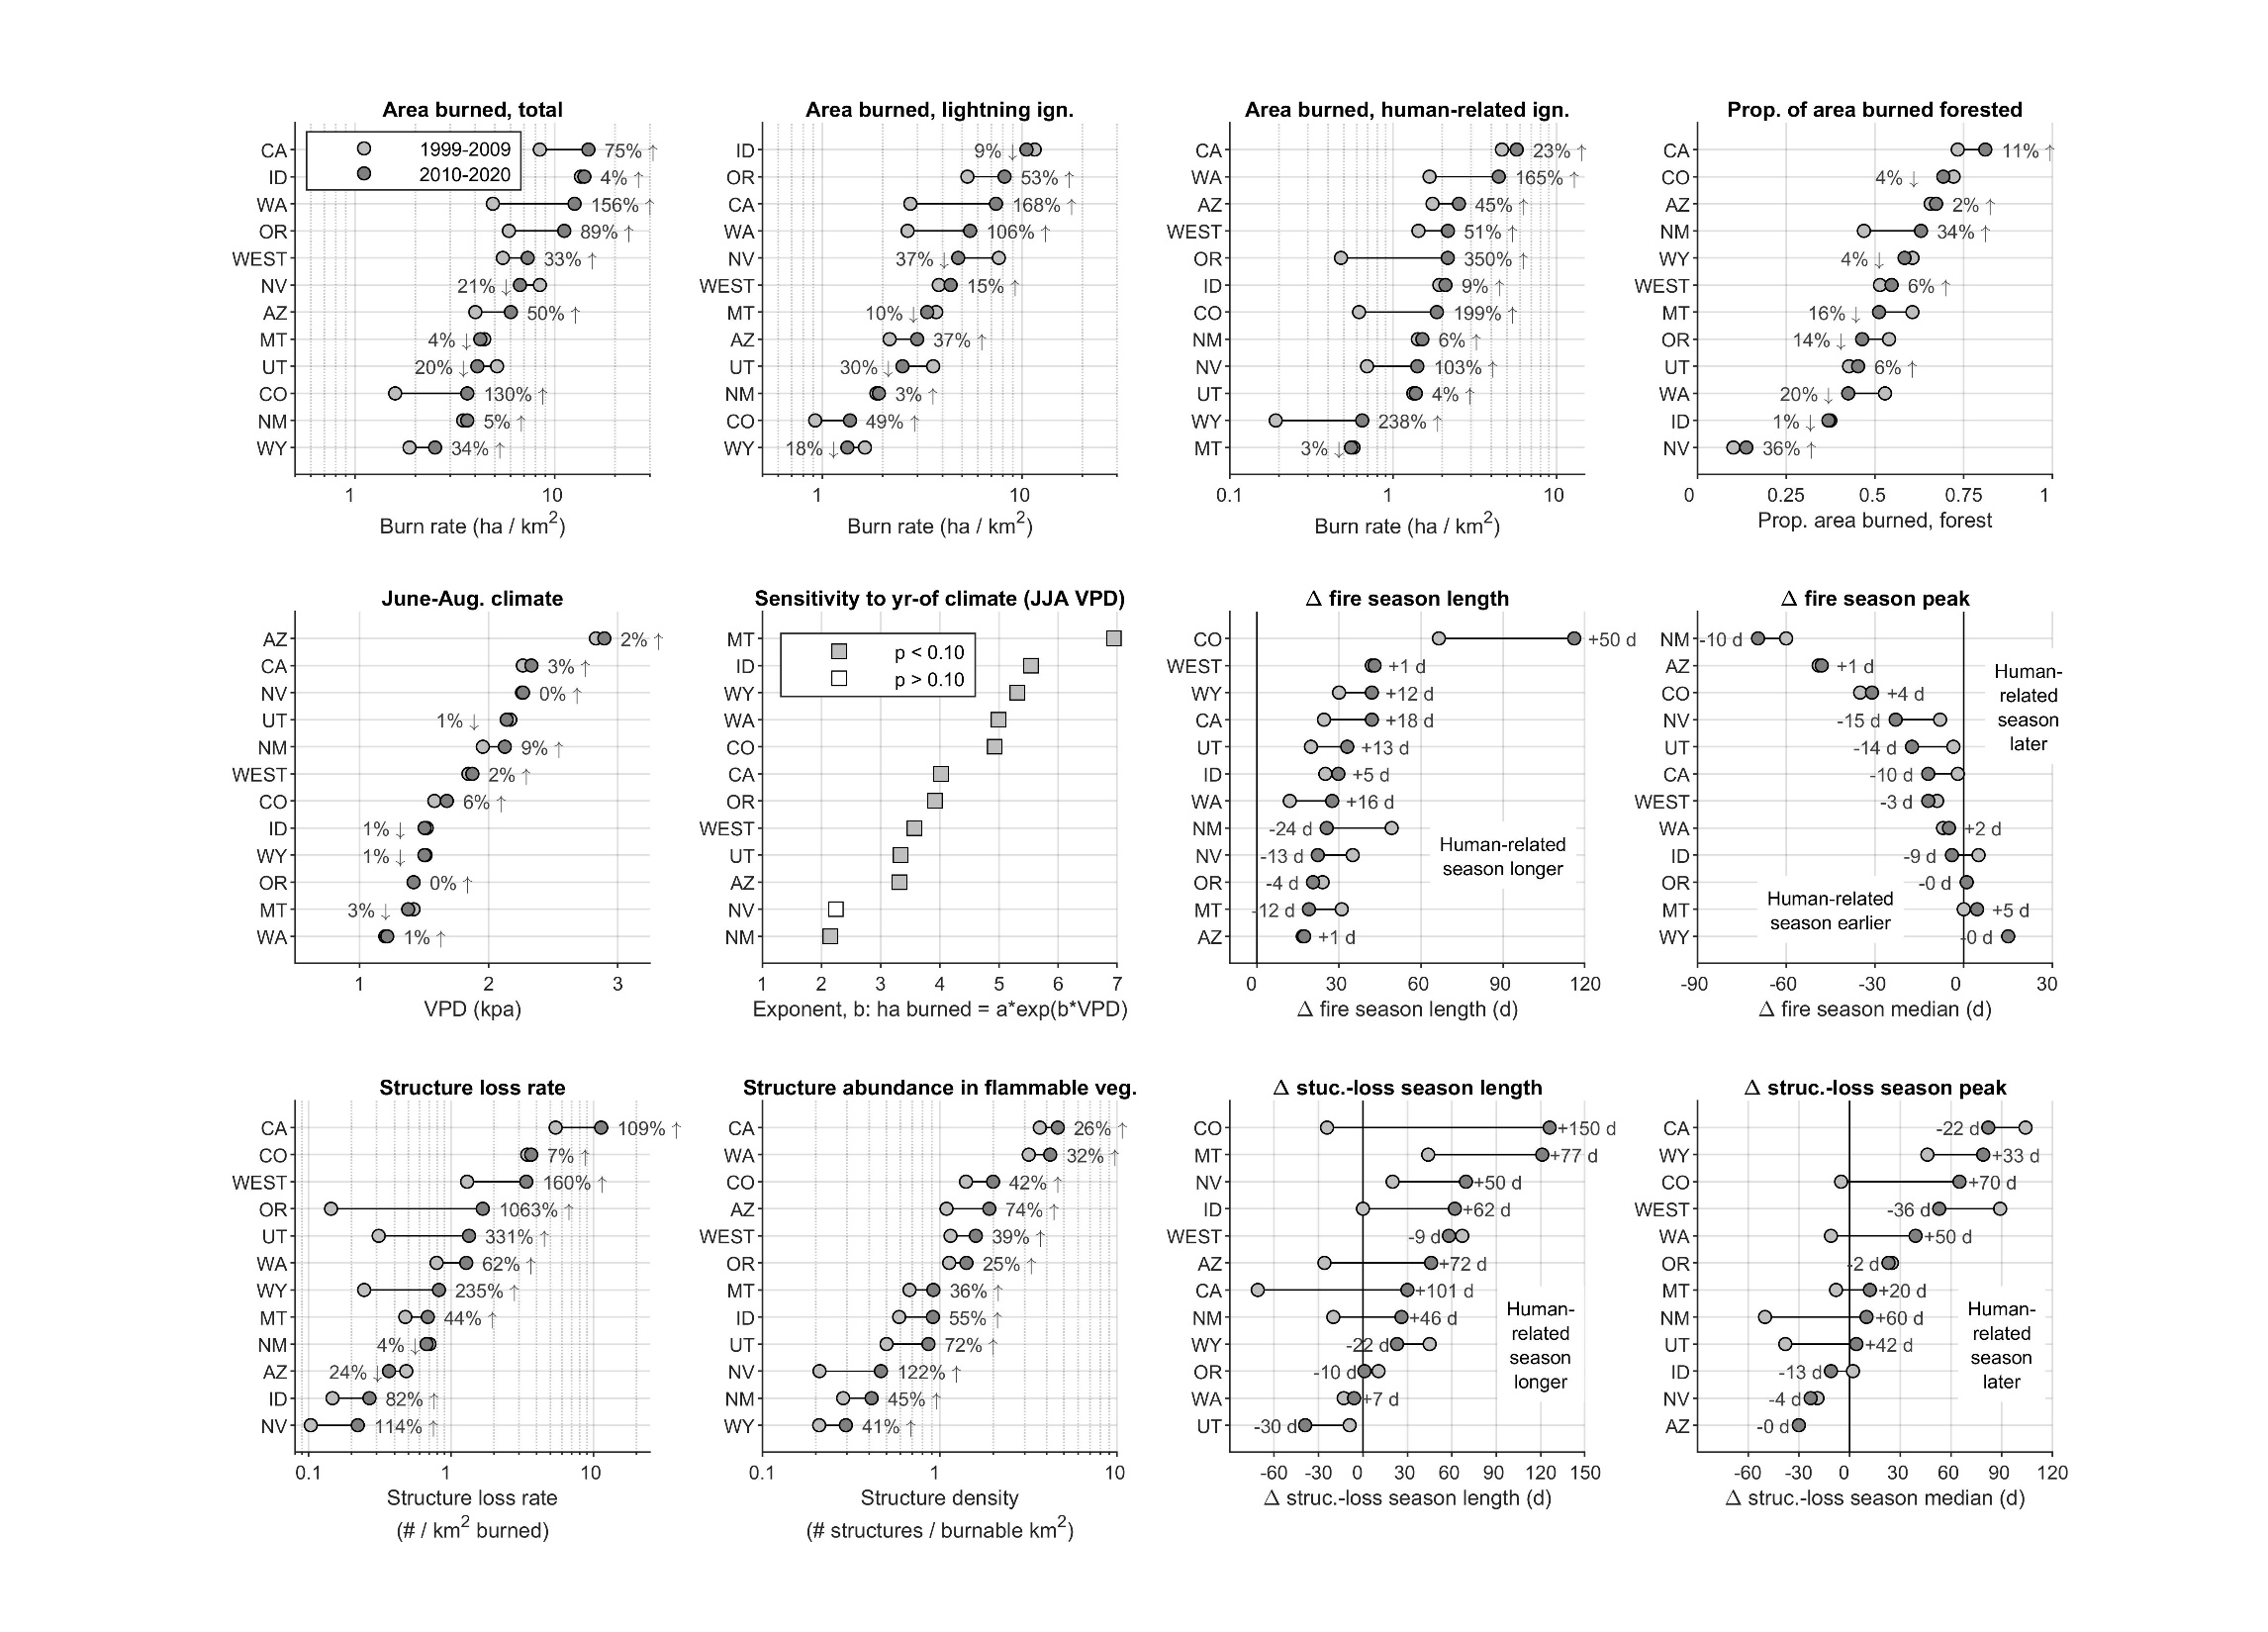 Area burned, total
1999-2009
2010-2020
CA 75% ↑
ID 4% ↑
WA 156% ↑
OR 89% ↑
WEST 33% ↑
NV 21% ↓
AZ 50% ↑
MT 4% ↓
UT 20% ↓
CO 130% ↑
NM 5% ↑
WY 34% ↑
1 10
Burn rate (ha / km²)
Area burned, lightning ign.
ID 9% ↓
OR 53% ↑
CA 168% ↑
WA 106% ↑
NV 37% ↓
WEST 15% ↑
MT 10% ↓
AZ 37% ↑
UT 30% ↓
NM 3% ↑
CO 49% ↑
WY 18% ↓
1 10
Burn rate (ha / km²)
Area burned, human-related ign.
CA 23% ↑
WA 165% ↑
AZ 45% ↑
WEST 51% ↑
OR 350% ↑
ID 9% ↑
CO 199% ↑
NM 6% ↑
NV 103% ↑
UT 4% ↑
WY 238% ↑
MT 3% ↓
0.1 1 10
Burn rate (ha / km²)
Prop. of area burned forested
CA 11% ↑
CO 4% ↓
AZ 2% ↑
NM 34% ↑
WY 4% ↓
WEST 6% ↑
MT 16% ↓
OR 14% ↓
UT 6% ↑
WA 20% ↓
ID 1% ↓
NV 36% ↑
0 0.25 0.5 0.75 1
Prop. area burned, forest
June-Aug. climate
AZ 2% ↑
CA 3% ↑
NV 0% ↑
UT 1% ↓
NM 9% ↑
WEST 2% ↑
CO 6% ↑
ID 1% ↓
WY 1% ↓
OR 0% ↑
MT 3% ↓
WA 1% ↑
1 2 3
VPD (kpa)
Sensitivity to yr-of climate (JJA VPD)
p < 0.10
p > 0.10
MT
ID
WY
WA
CO
CA
OR
WEST
UT
AZ
NV
NM
1 2 3 4 5 6 7
Exponent, b: ha burned = a*exp(b*VPD)
Δ fire season length
CO +50 d
WEST +1 d
WY +12 d
CA +18 d
UT +13 d
ID +5 d
WA +16 d
NM -24 d
NV -13 d
OR -4 d
MT -12 d
AZ +1 d
Human-related
season longer
0 30 60 90 120
Δ fire season length (d)
Δ fire season peak
NM -10 d
AZ +1 d
CO +4 d
NV -15 d
UT -14 d
CA -10 d
WEST -3 d
WA +2 d
ID -9 d
OR -0 d
MT +5 d
WY -0 d
Human-
related
season
later
Human-related
season earlier
-90 -60 -30 0 30
Δ fire season median (d)
Structure loss rate
CA 109% ↑
CO 7% ↑
WEST 160% ↑
OR 1063% ↑
UT 331% ↑
WA 62% ↑
WY 235% ↑
MT 44% ↑
NM 4% ↓
AZ 24% ↓
ID 82% ↑
NV 114% ↑
0.1 1 10
Structure loss rate
(# / km² burned)
Structure abundance in flammable veg.
CA 26% ↑
WA 32% ↑
CO 42% ↑
AZ 74% ↑
WEST 39% ↑
OR 25% ↑
MT 36% ↑
ID 55% ↑
UT 72% ↑
NV 122% ↑
NM 45% ↑
WY 41% ↑
0.1 1 10
Structure density
(# structures / burnable km²)
Δ stuc.-loss season length
CO +150 d
MT +77 d
NV +50 d
ID +62 d
WEST -9 d
AZ +72 d
CA +101 d
NM +46 d
WY -22 d
OR -10 d
WA +7 d
UT -30 d
Human-
related
season
longer
-60 -30 0 30 60 90 120 150
Δ struc.-loss season length (d)
Δ struc.-loss season peak
CA -22 d
WY +33 d
CO +70 d
WEST -36 d
WA +50 d
OR -2 d
MT +20 d
NM +60 d
UT +42 d
ID -13 d
NV -4 d
AZ -0 d
Human-
related
season
later
-60 -30 0 30 60 90 120
Δ struc.-loss season median (d)